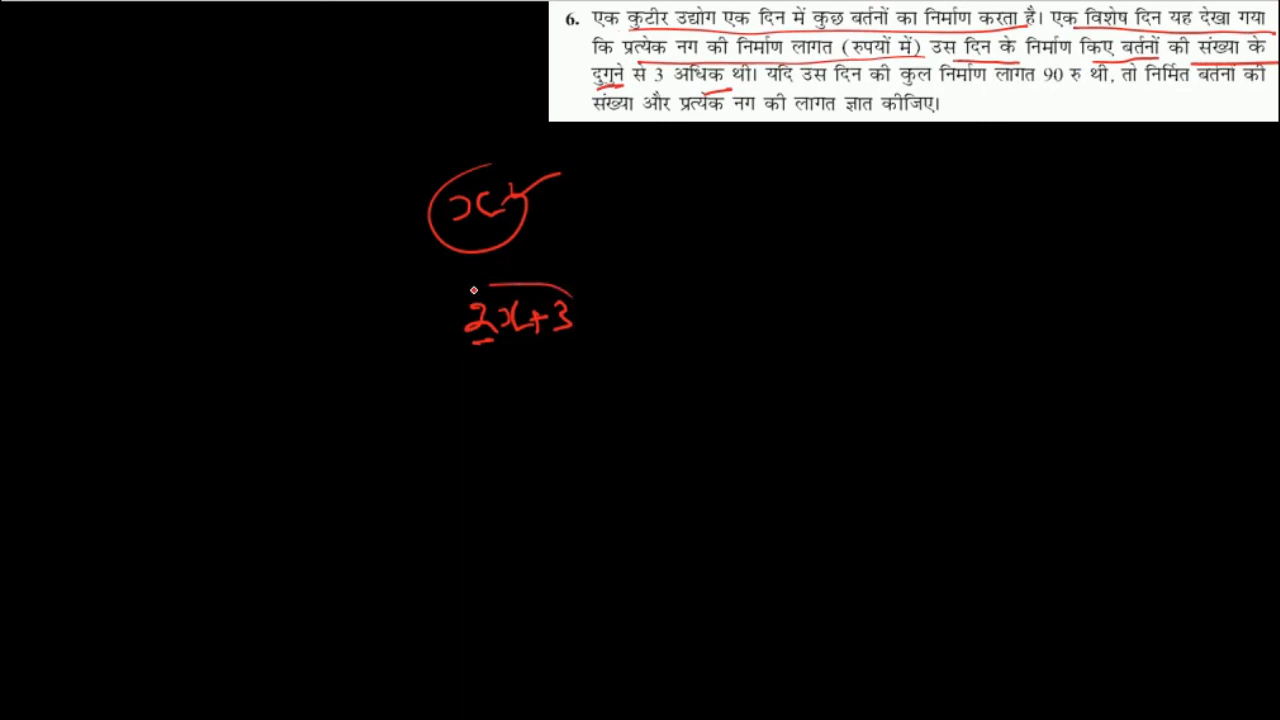 6. एक कुटीर उद्योग एक दिन में कुछ बर्तनों का निर्माण करता है। एक विशेष दिन यह देखा गया
कि प्रत्येक नग की निर्माण लागत (रुपयों में) उस दिन के निर्माण किए बर्तनों की संख्या के
दुगुने से 3 अधिक थी। यदि उस दिन की कुल निर्माण लागत 90 रु थी, तो निर्मित बर्तनों की
संख्या और प्रत्येक नग की लागत ज्ञात कीजिए।
x
2x+3